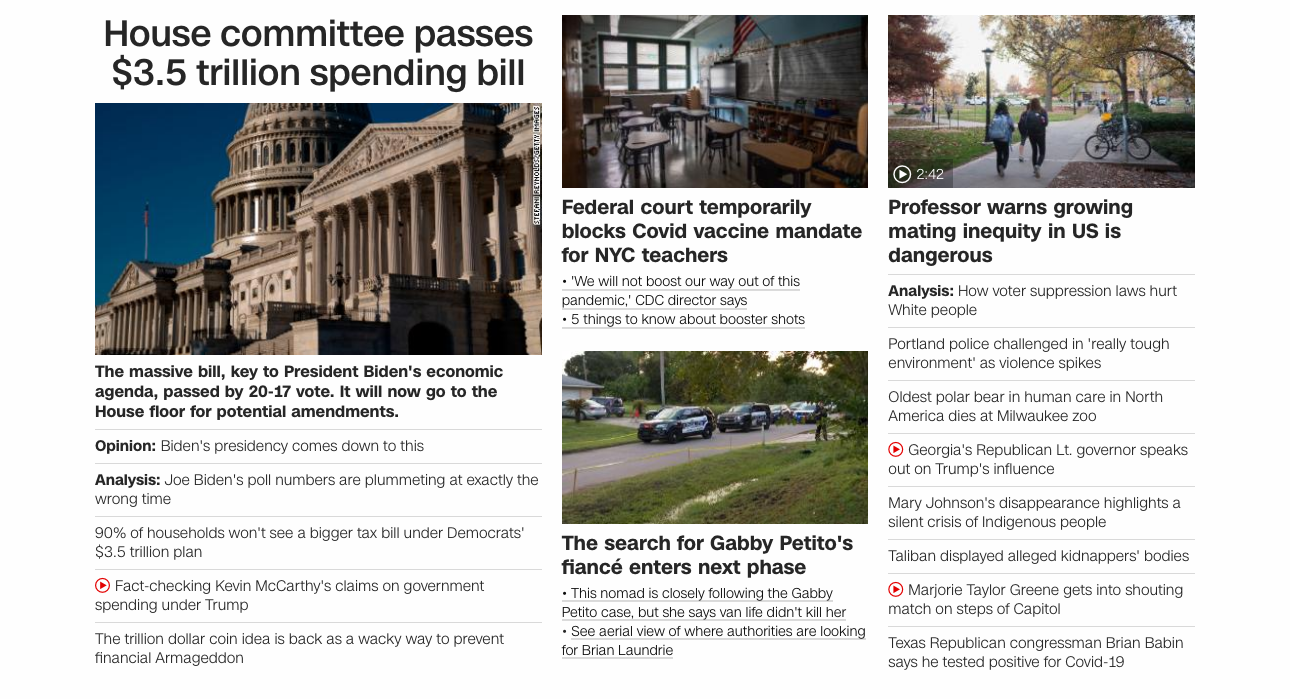 House committee passes
$3.5 trillion spending bill
STEFANI REYNOLDS/GETTY IMAGES
The massive bill, key to President Biden's economic
agenda, passed by 20-17 vote. It will now go to the
House floor for potential amendments.
Opinion: Biden's presidency comes down to this
Analysis: Joe Biden's poll numbers are plummeting at exactly the
wrong time
90% of households won't see a bigger tax bill under Democrats'
$3.5 trillion plan
Fact-checking Kevin McCarthy's claims on government
spending under Trump
The trillion dollar coin idea is back as a wacky way to prevent
financial Armageddon
Federal court temporarily
blocks Covid vaccine mandate
for NYC teachers
• 'We will not boost our way out of this
pandemic,' CDC director says
• 5 things to know about booster shots
The search for Gabby Petito's
fiancé enters next phase
• This nomad is closely following the Gabby
Petito case, but she says van life didn't kill her
• See aerial view of where authorities are looking
for Brian Laundrie
2:42
Professor warns growing
mating inequity in US is
dangerous
Analysis: How voter suppression laws hurt
White people
Portland police challenged in 'really tough
environment' as violence spikes
Oldest polar bear in human care in North
America dies at Milwaukee zoo
Georgia's Republican Lt. governor speaks
out on Trump's influence
Mary Johnson's disappearance highlights a
silent crisis of Indigenous people
Taliban displayed alleged kidnappers' bodies
Marjorie Taylor Greene gets into shouting
match on steps of Capitol
Texas Republican congressman Brian Babin
says he tested positive for Covid-19